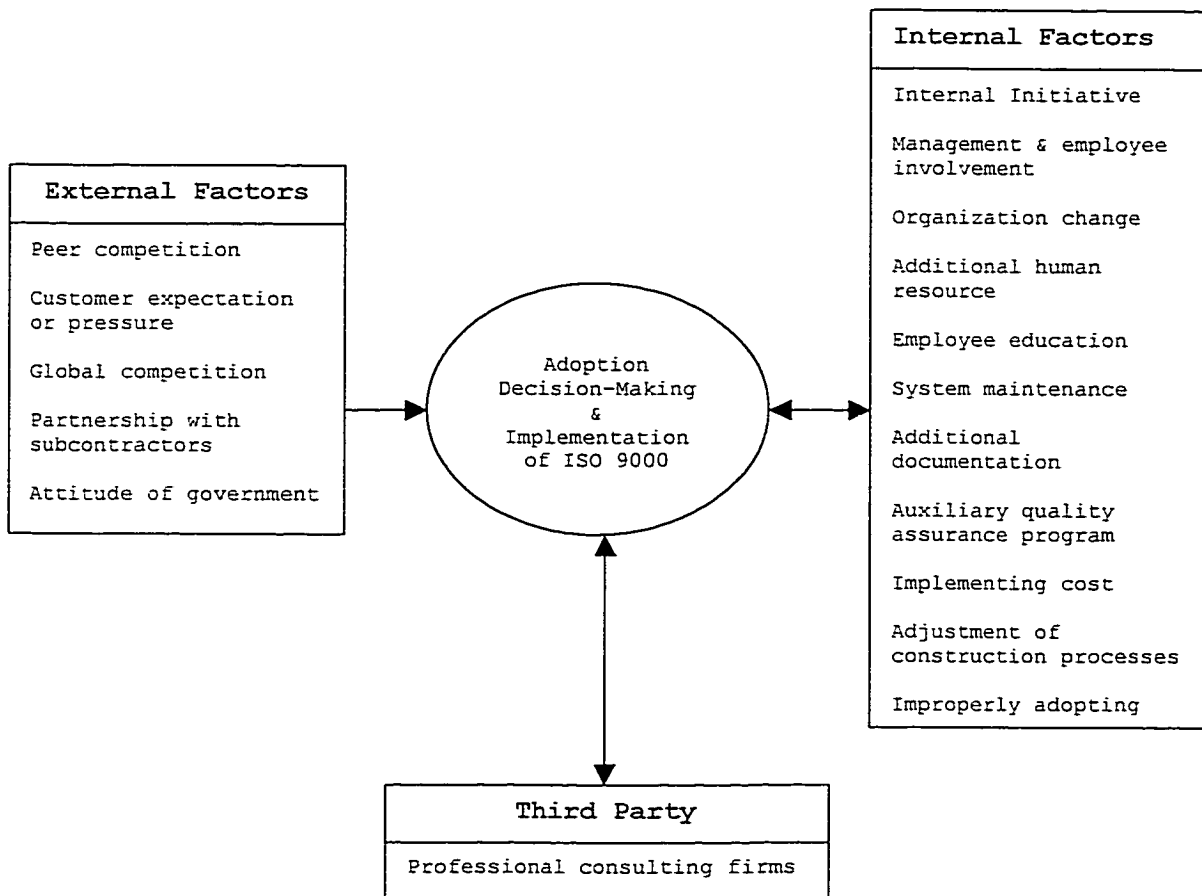 External Factors
Peer competition
Customer expectation
or pressure
Global competition
Partnership with
subcontractors
Attitude of government
Adoption
Decision-Making
&
Implementation
of ISO 9000
Internal Factors
Internal Initiative
Management & employee
involvement
Organization change
Additional human
resource
Employee education
System maintenance
Additional
documentation
Auxiliary quality
assurance program
Implementing cost
Adjustment of
construction processes
Improperly adopting
Third Party
Professional consulting firms